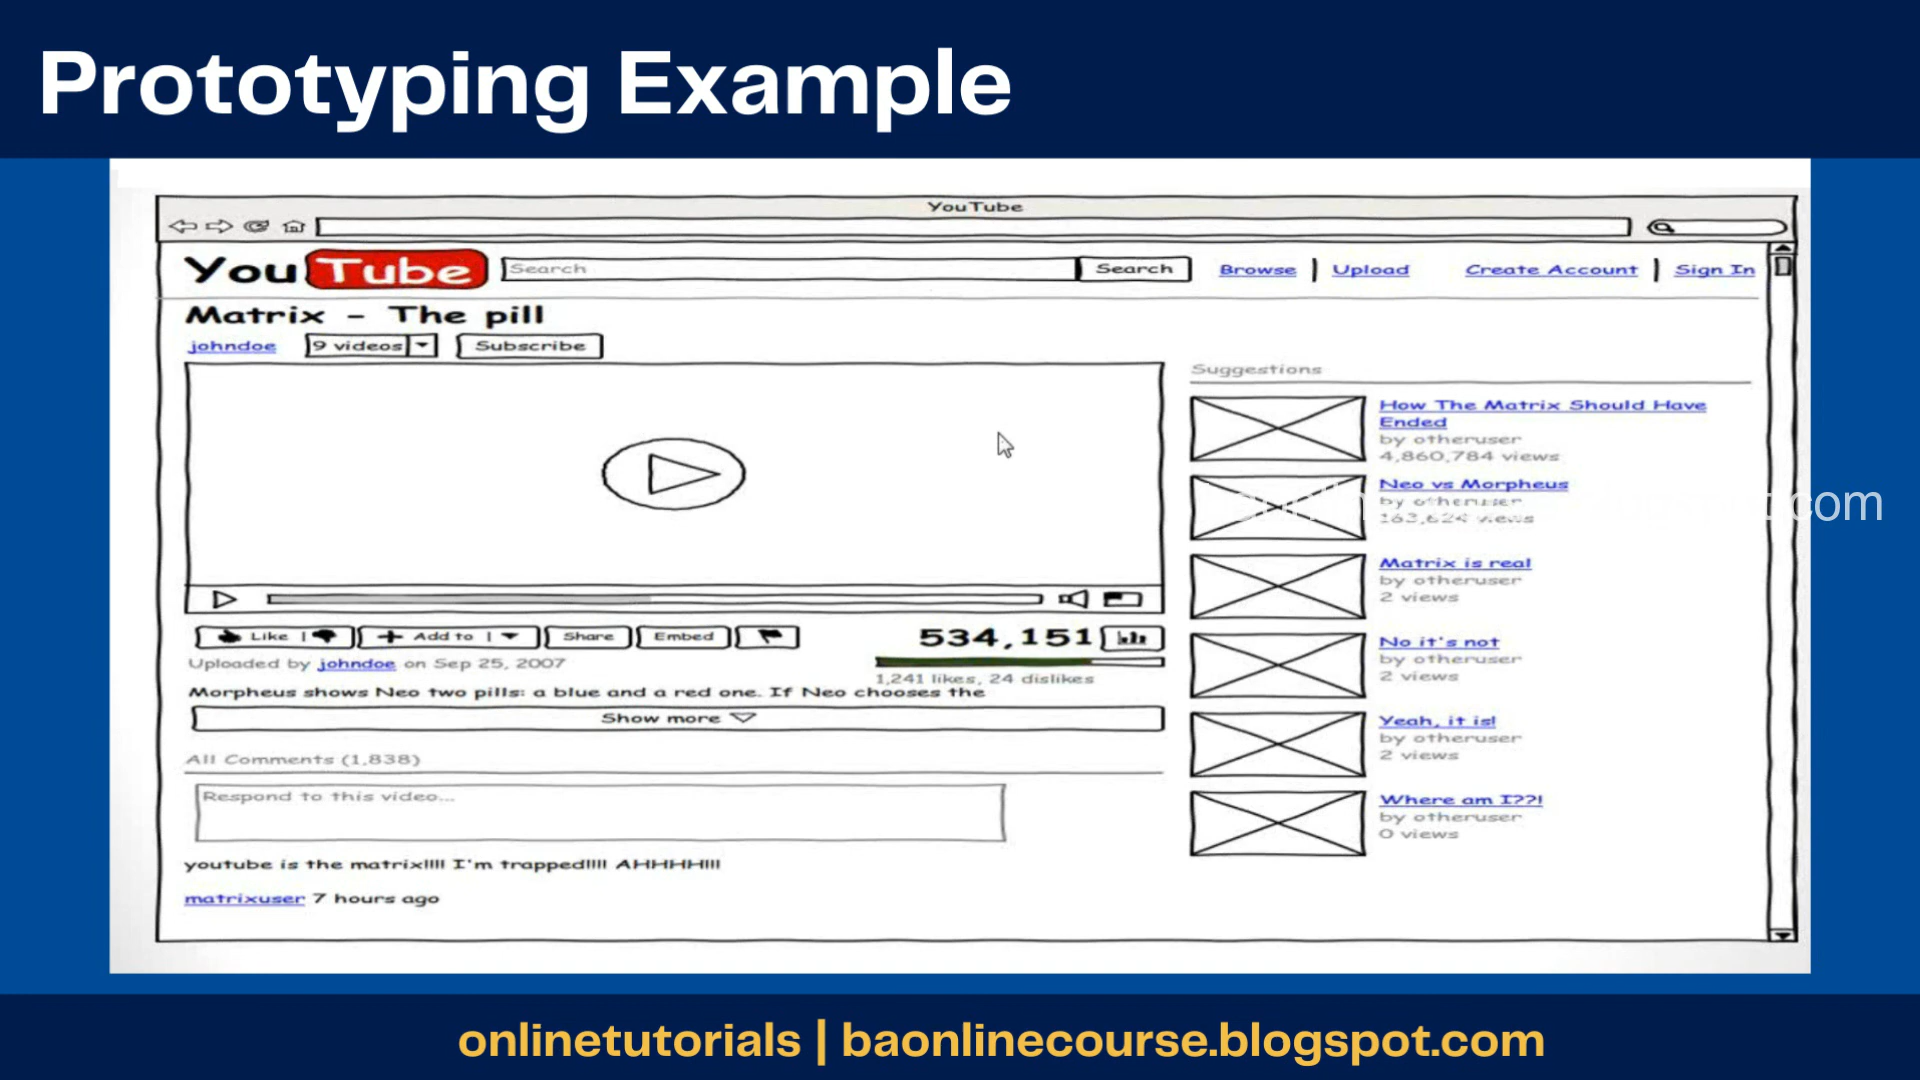 Prototyping Example
YouTube
YouTube
Search
Search
Browse | Upload
Create Account | Sign In
Matrix - The pill
johndoe
9 videos
Subscribe
Suggestions
How The Matrix Should Have
Ended
by otheruser
4,860,784 views
Neo vs Morpheus
by otheruser
163,624 views
.com
Matrix is real
by otheruser
2 views
No it's not
by otheruser
2 views
Yeah, it is!
by otheruser
2 views
Where am I??!
by otheruser
0 views
Like |
Add to |
Share
Embed
534,151
Uploaded by johndoe on Sep 25, 2007
1,241 likes, 24 dislikes
Morpheus shows Neo two pills: a blue and a red one. If Neo chooses the
Show more
All Comments (1,838)
Respond to this video...
youtube is the matrix!!!! I'm trapped!!!! AHHHH!!!
matrixuser 7 hours ago
onlinetutorials | baonlinecourse.blogspot.com